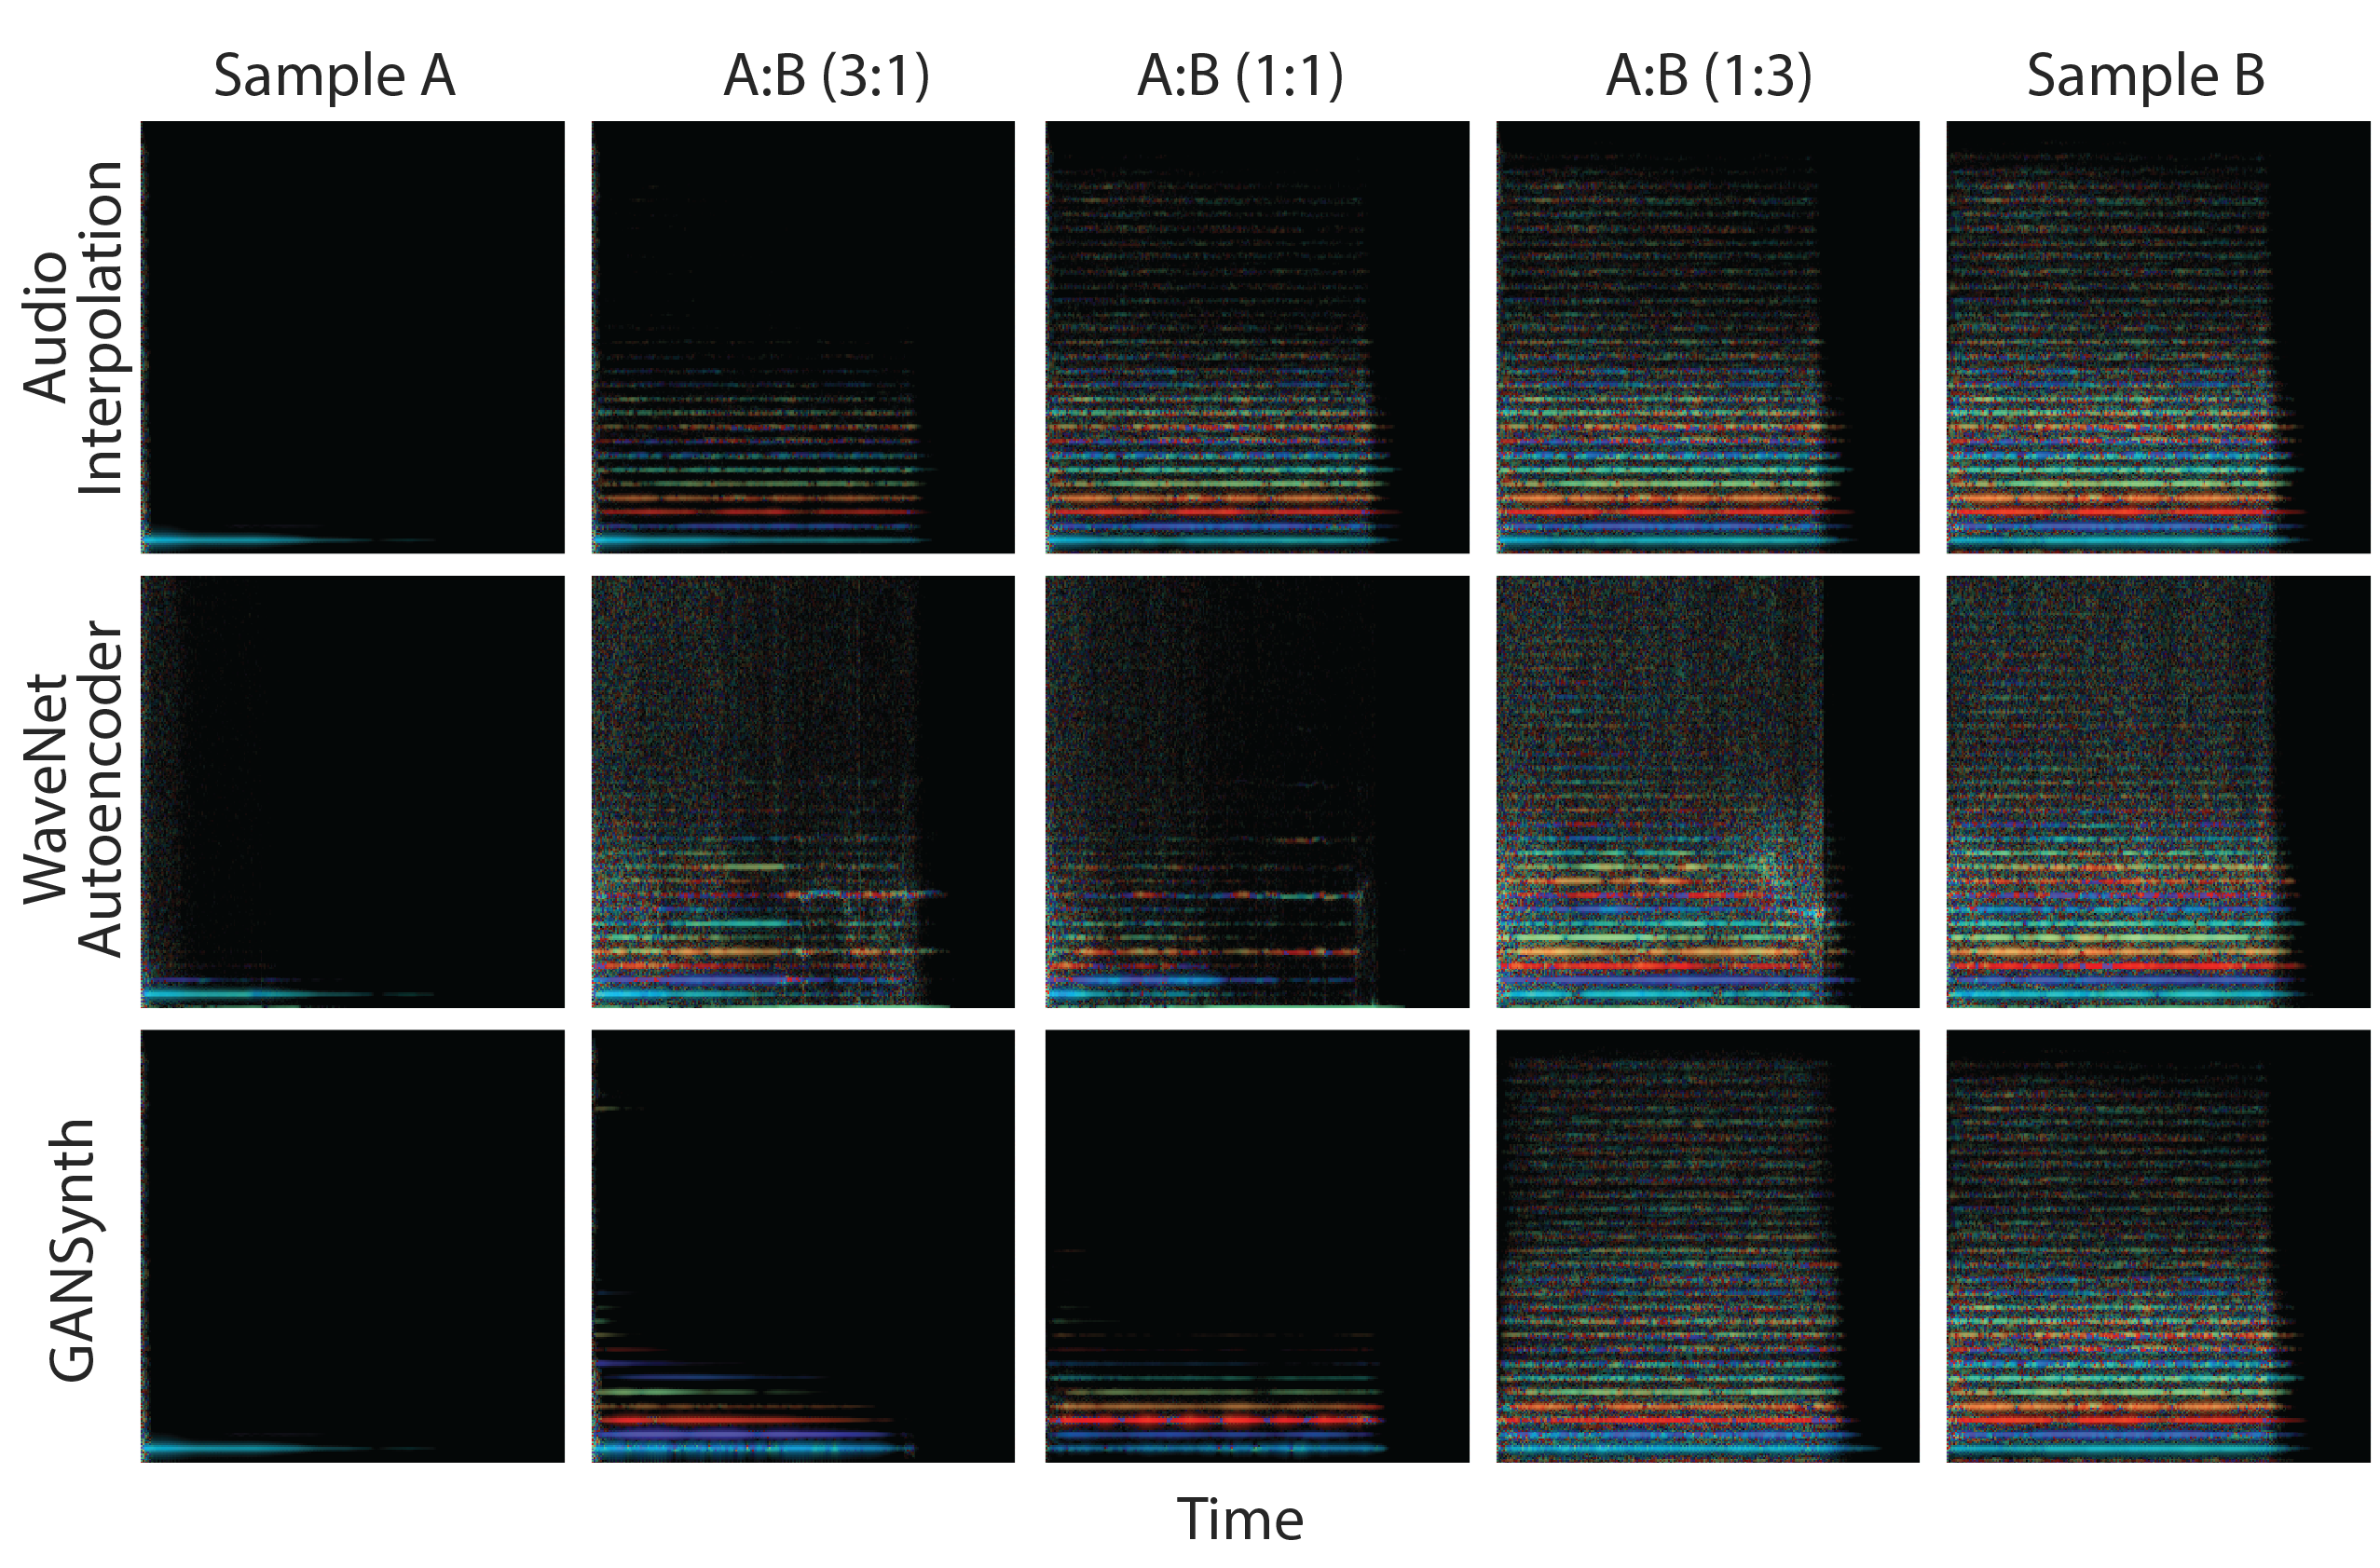 Sample A
A:B (3:1)
A:B (1:1)
A:B (1:3)
Sample B
Audio
Interpolation
WaveNet
Autoencoder
GANSynth
Time